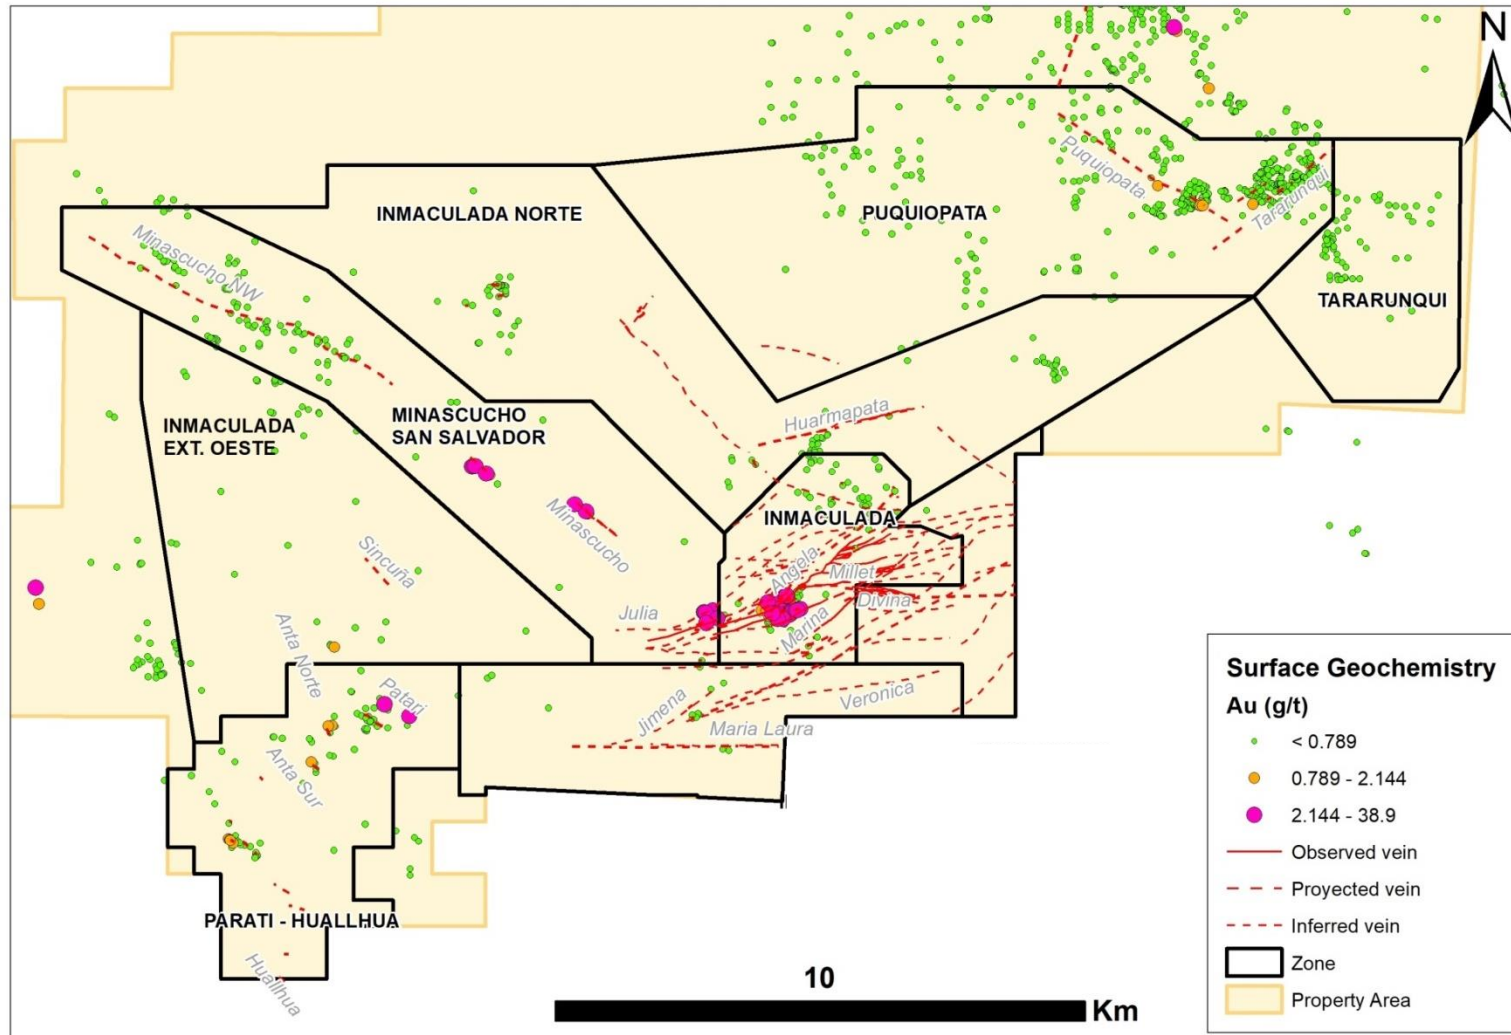 N
Puquiopata
Tararunqui
INMACULADA NORTE
PUQUIOPATA
Minascucho NW
TARARUNQUI
MINASCUCHO
SAN SALVADOR
INMACULADA
EXT. OESTE
Huarmapata
INMACULADA
Minascucho
Sincuña
Angela
Millet
Divina
Julia
Marina
Anta Norte
Patari
Jimena
Veronica
Maria Laura
Anta Sur
PARATI - HUALLHUA
Huallhua
10
Km
Surface Geochemistry
Au (g/t)
< 0.789
0.789 - 2.144
2.144 - 38.9
Observed vein
Proyected vein
Inferred vein
Zone
Property Area